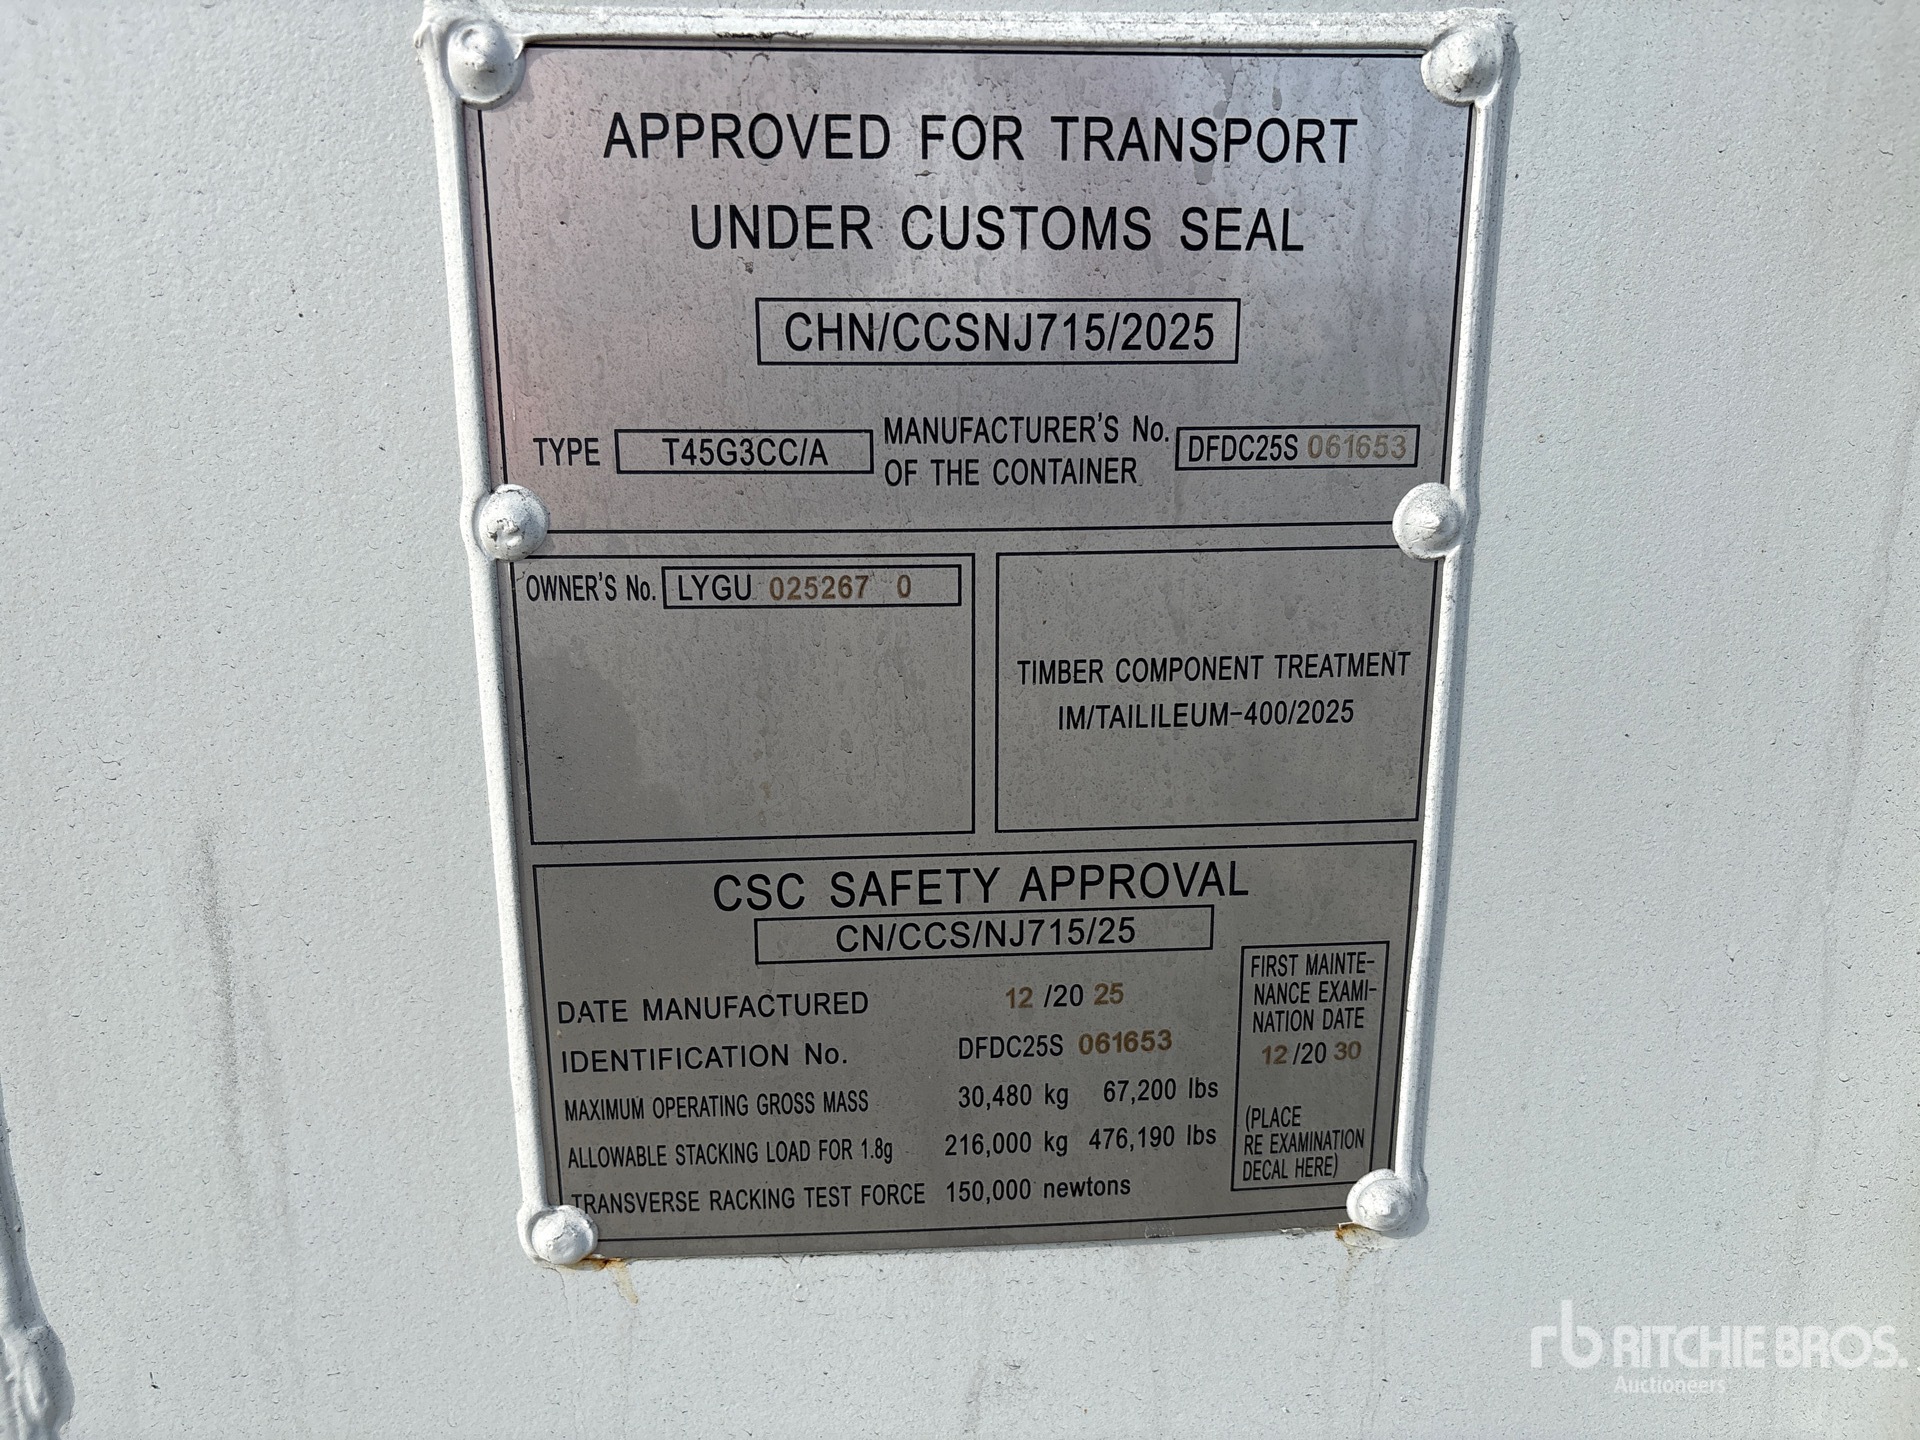 APPROVED FOR TRANSPORT
UNDER CUSTOMS SEAL
CHN/CCSNJ715/2025
TYPE T45G3CC/A MANUFACTURER'S No. OF THE CONTAINER DFDC25S 061653
OWNER'S No. LYGU 025267 0
TIMBER COMPONENT TREATMENT
IM/TAILILEUM-400/2025
CSC SAFETY APPROVAL
CN/CCS/NJ715/25
DATE MANUFACTURED 12 /20 25
IDENTIFICATION No. DFDC25S 061653
MAXIMUM OPERATING GROSS MASS 30,480 kg 67,200 lbs
ALLOWABLE STACKING LOAD FOR 1.8g 216,000 kg 476,190 lbs
TRANSVERSE RACKING TEST FORCE 150,000 newtons
FIRST MAINTE-
NANCE EXAMI-
NATION DATE
12 /20 30
(PLACE
RE EXAMINATION
DECAL HERE)
rb RITCHIE BROS.
Auctioneers